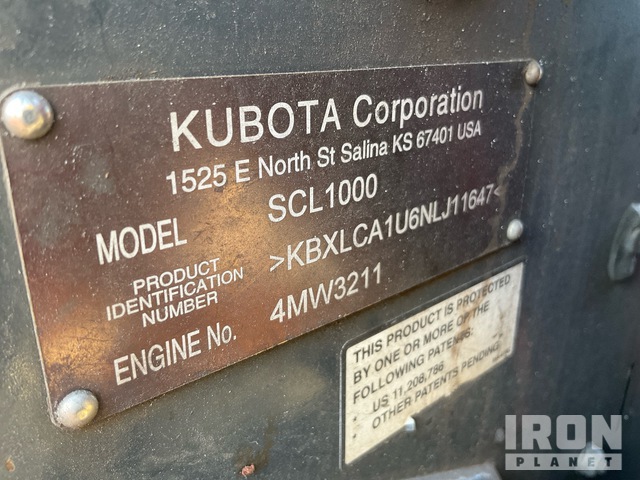 KUBOTA Corporation
1525 E North St Salina KS 67401 USA
MODEL SCL1000
PRODUCT
IDENTIFICATION
NUMBER >KBXLCA1U6NLJ11647<
ENGINE No. 4MW3211
THIS PRODUCT IS PROTECTED
BY ONE OR MORE OF THE
FOLLOWING PATENTS:
• US 11,208,786
• OTHER PATENTS PENDING
IRON
PLANET